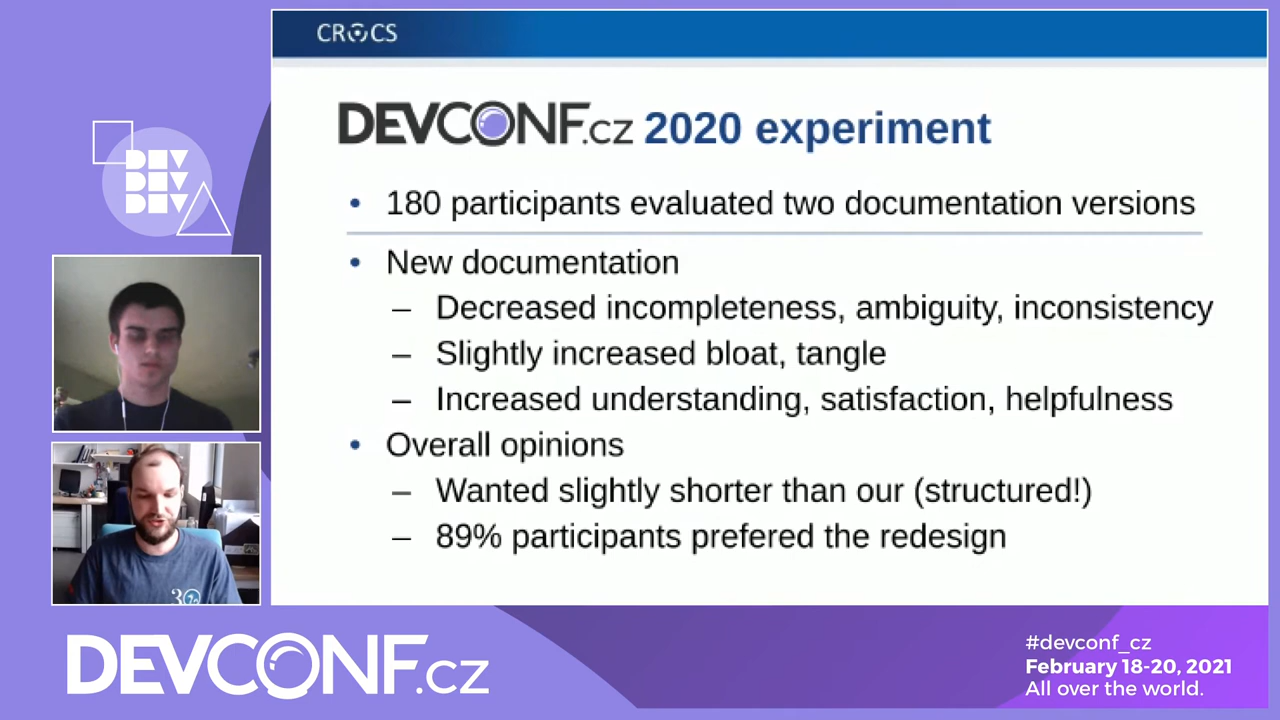 CROCS
DEVCONF.cz 2020 experiment
• 180 participants evaluated two documentation versions
• New documentation
– Decreased incompleteness, ambiguity, inconsistency
– Slightly increased bloat, tangle
– Increased understanding, satisfaction, helpfulness
• Overall opinions
– Wanted slightly shorter than our (structured!)
– 89% participants prefered the redesign
DEV
DEV
DEV
30
DEVCONF.cz
#devconf_cz
February 18-20, 2021
All over the world.